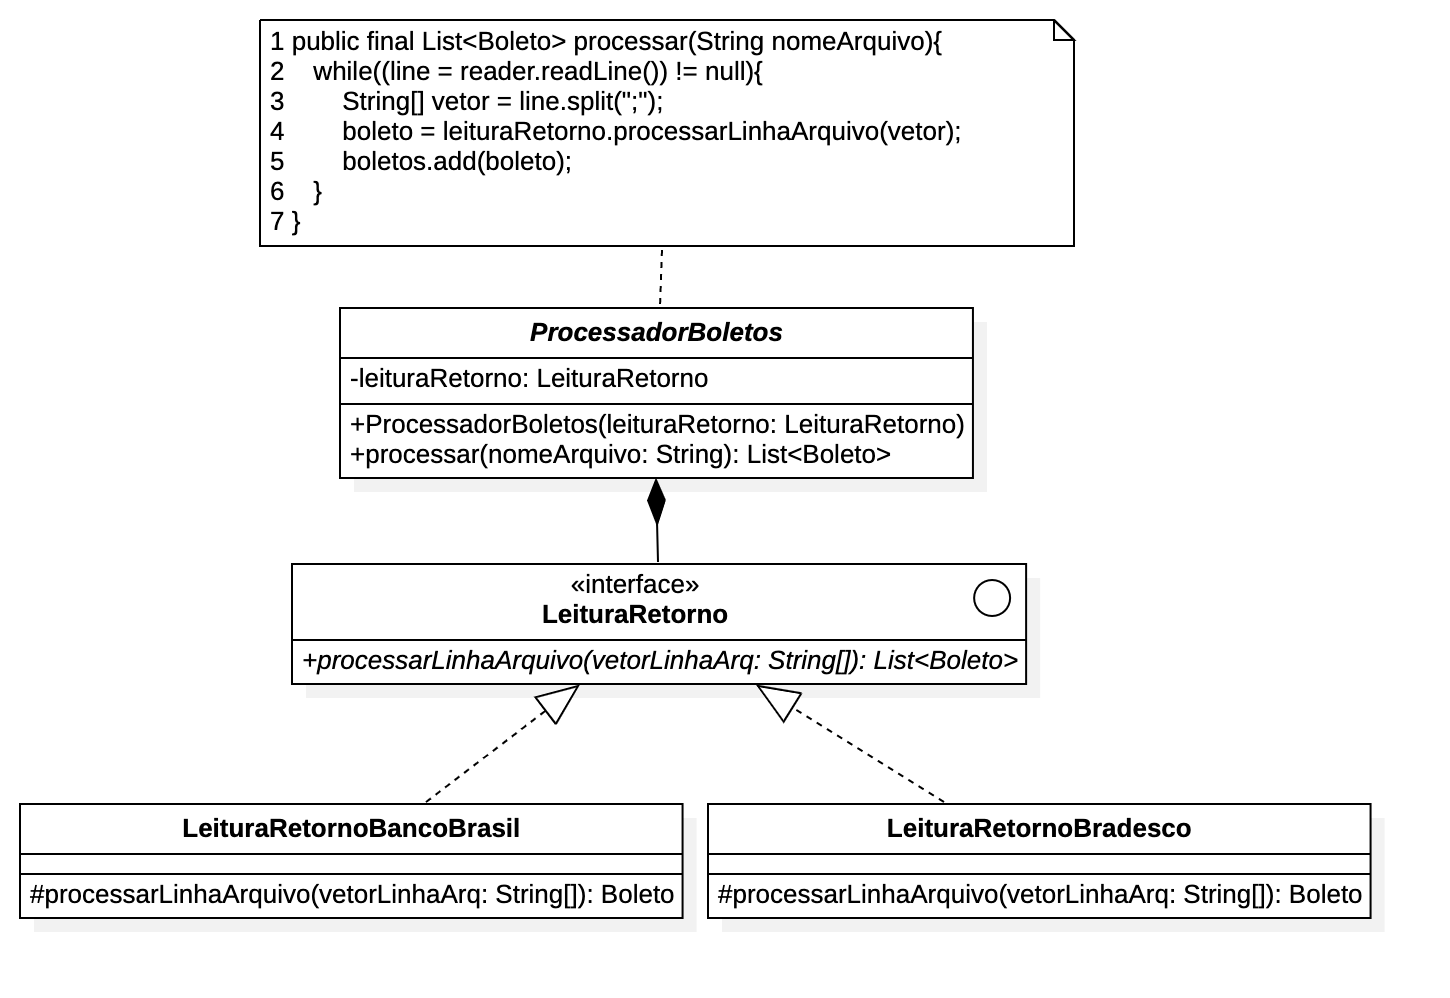 1 public final List<Boleto> processar(String nomeArquivo){
2    while((line = reader.readLine()) != null){
3        String[] vetor = line.split(";");
4        boleto = leituraRetorno.processarLinhaArquivo(vetor);
5        boletos.add(boleto);
6    }
7 }
ProcessadorBoletos
-leituraRetorno: LeituraRetorno
+ProcessadorBoletos(leituraRetorno: LeituraRetorno)
+processar(nomeArquivo: String): List<Boleto>
«interface»
LeituraRetorno
+processarLinhaArquivo(vetorLinhaArq: String[]): List<Boleto>
LeituraRetornoBancoBrasil
#processarLinhaArquivo(vetorLinhaArq: String[]): Boleto
LeituraRetornoBradesco
#processarLinhaArquivo(vetorLinhaArq: String[]): Boleto